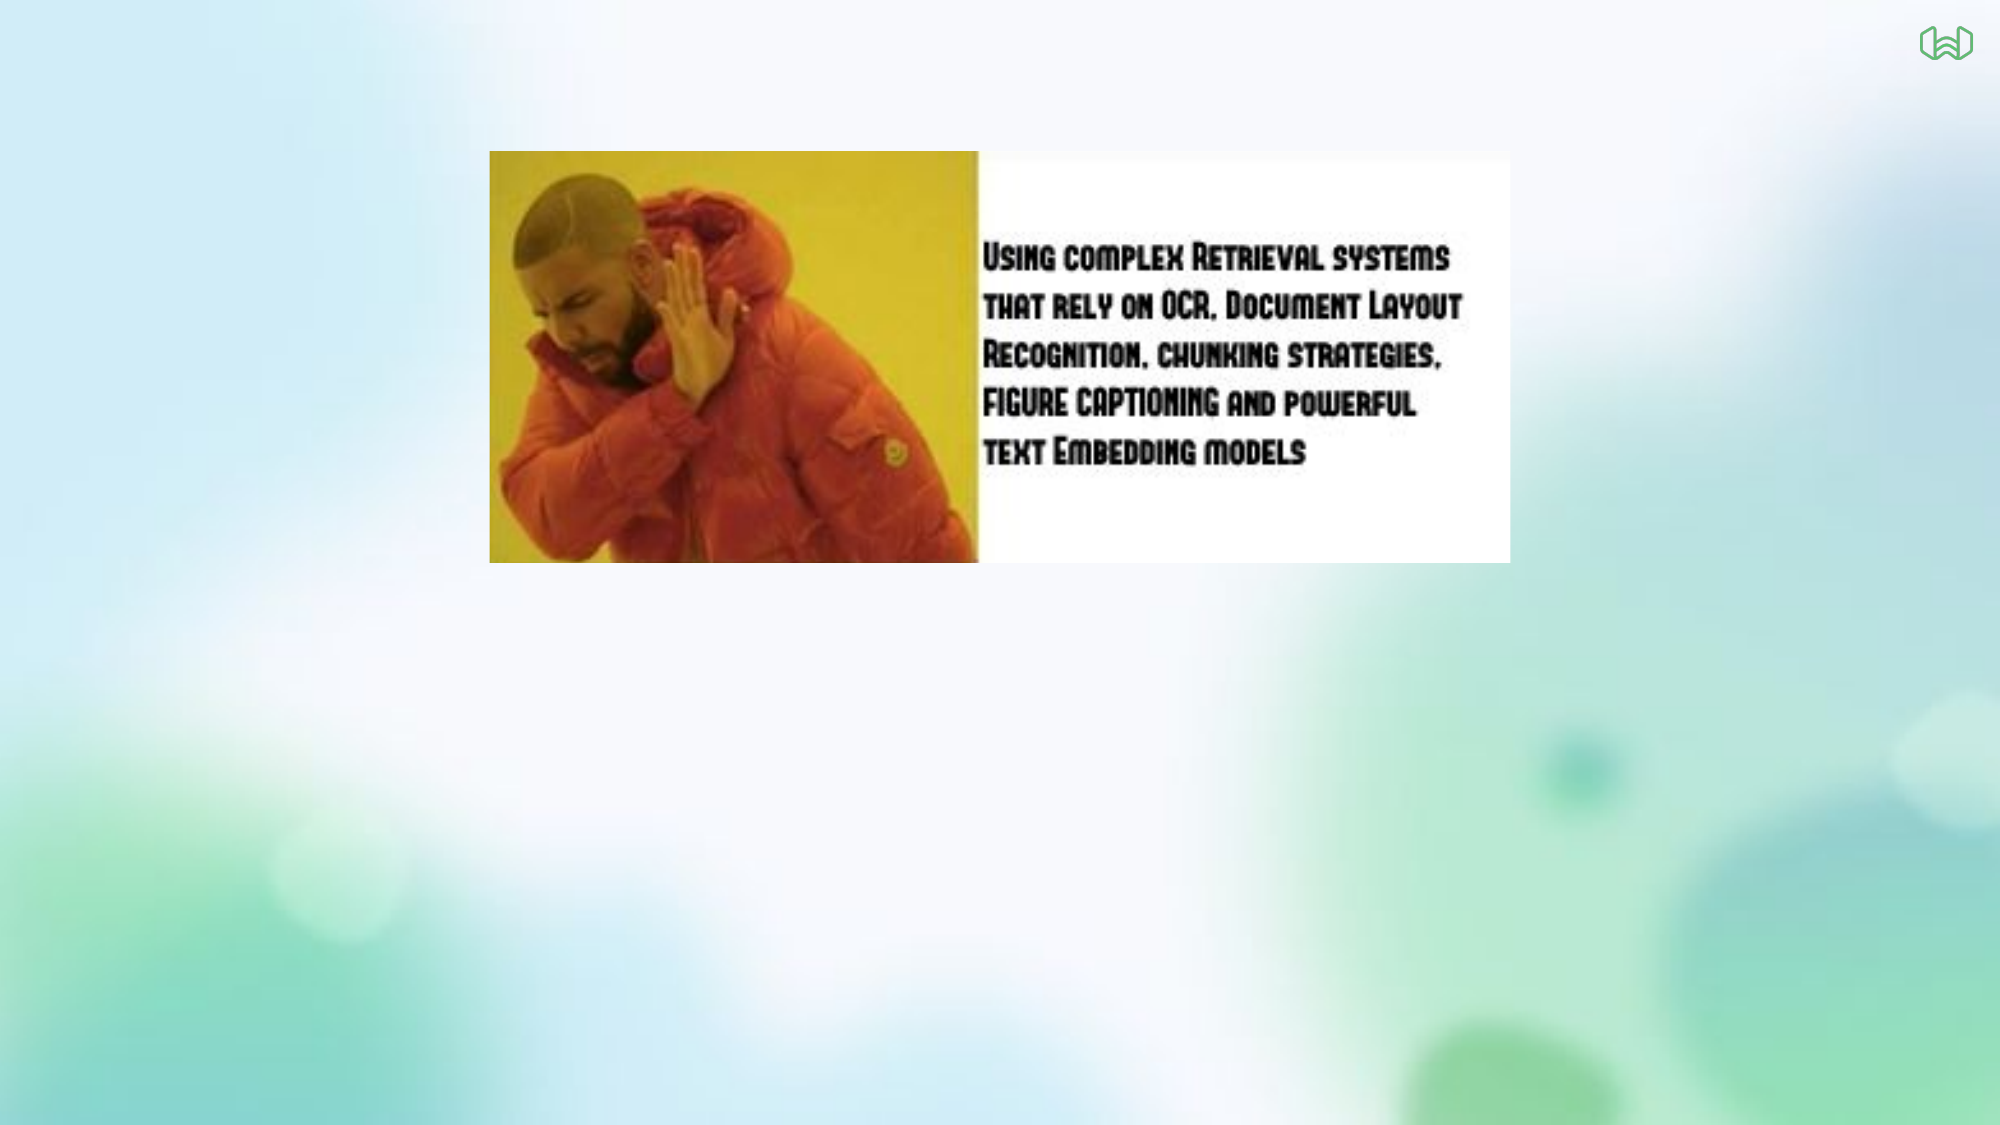 Using complex Retrieval systems
that rely on OCR, Document Layout
Recognition, chunking strategies,
figure captioning and powerful
text Embedding models